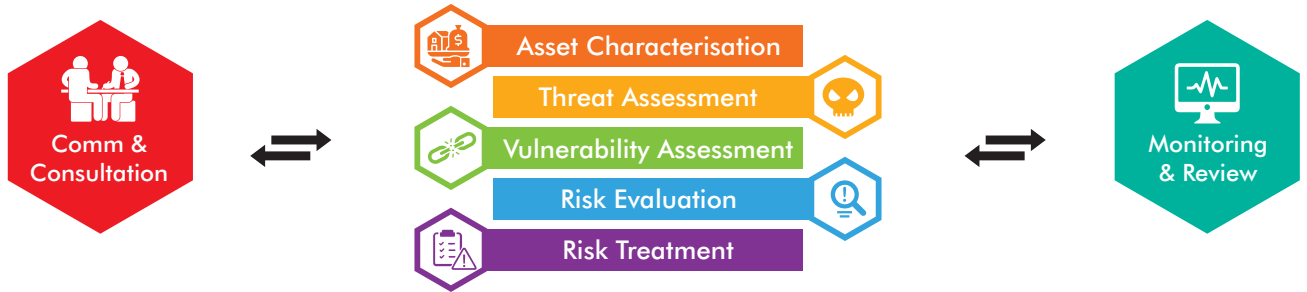 Comm &
Consultation
Asset Characterisation
Threat Assessment
Vulnerability Assessment
Risk Evaluation
Risk Treatment
Monitoring
& Review